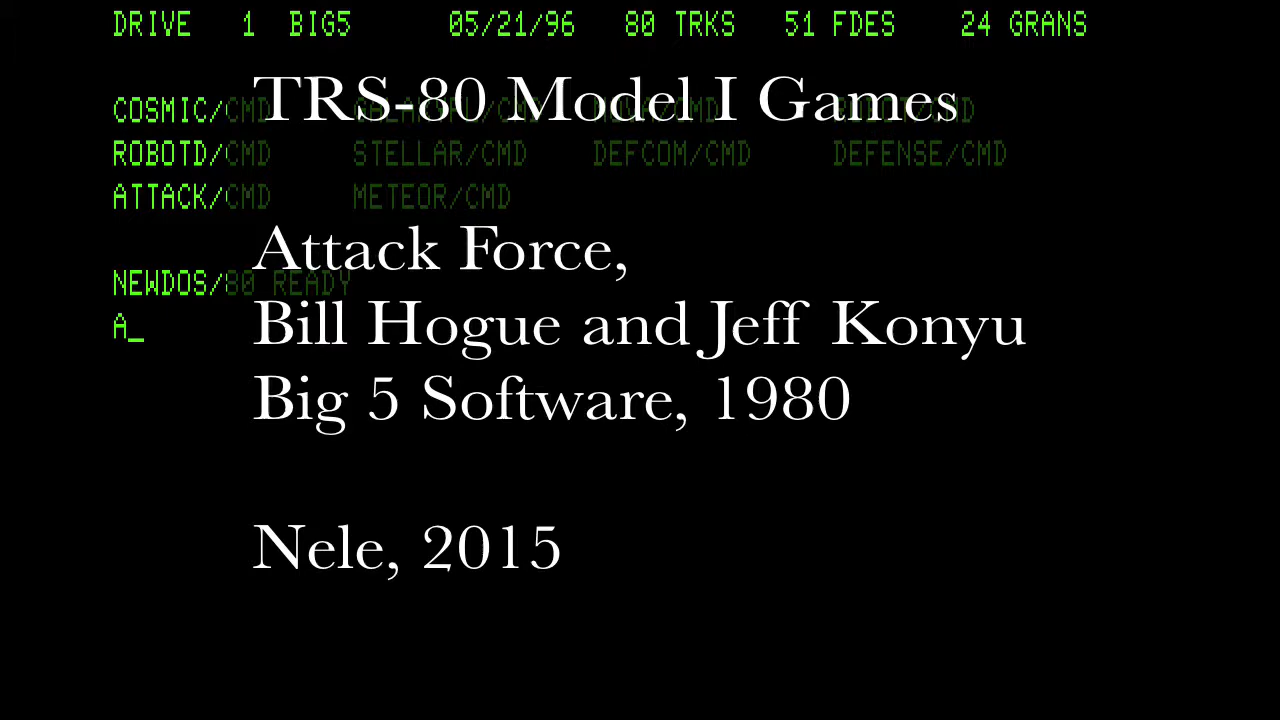 DRIVE 1 BIG5 05/21/96 80 TRKS 51 FDES 24 GRANS
TRS-80 Model I Games
COSMIC/CMD
ROBOTD/CMD STELLAR/CMD DEFCOM/CMD DEFENSE/CMD
ATTACK/CMD METEOR/CMD
Attack Force,
NEWDOS/80 READY
A_
Bill Hogue and Jeff Konyu
Big 5 Software, 1980
Nele, 2015